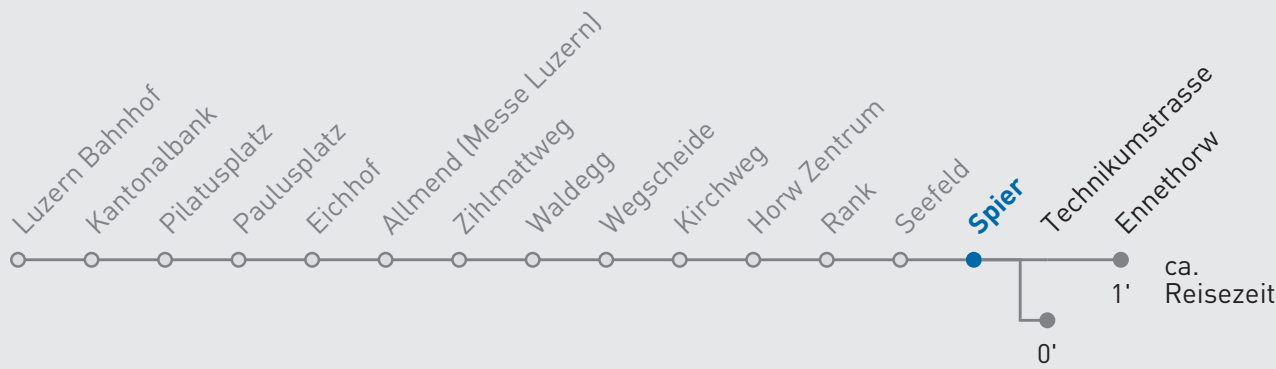 Luzern Bahnhof
Kantonalbank
Pilatusplatz
Paulusplatz
Eichhof
Allmend (Messe Luzern)
Zihlmattweg
Waldegg
Wegscheide
Kirchweg
Horw Zentrum
Rank
Seefeld
Spier
Technikumstrasse
Ennethorw
1'
ca.
Reisezeit
0'